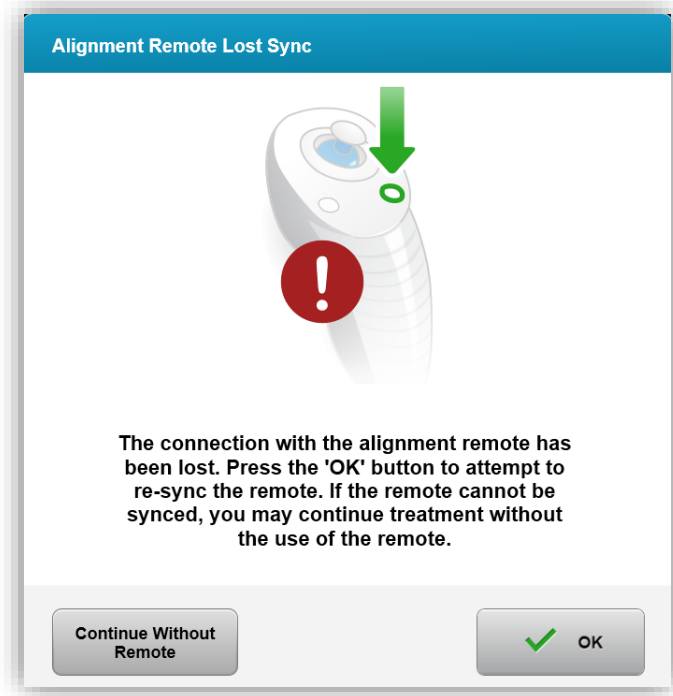 Alignment Remote Lost Sync
The connection with the alignment remote has
been lost. Press the 'OK' button to attempt to
re-sync the remote. If the remote cannot be
synced, you may continue treatment without
the use of the remote.
Continue Without
Remote
OK